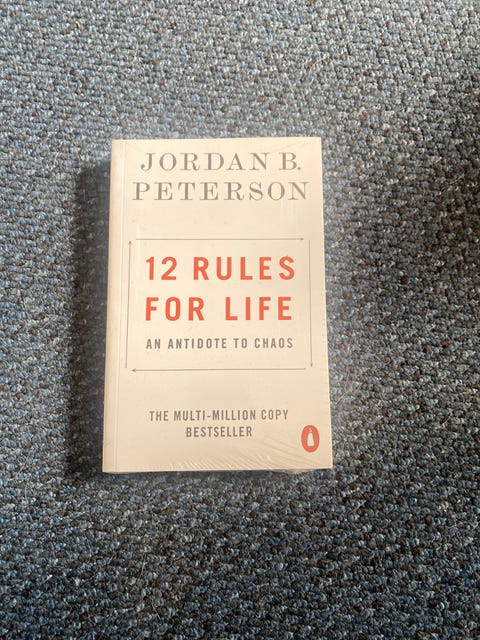 JORDAN B.
PETERSON
12 RULES
FOR LIFE
AN ANTIDOTE TO CHAOS
THE MULTI-MILLION COPY
BESTSELLER